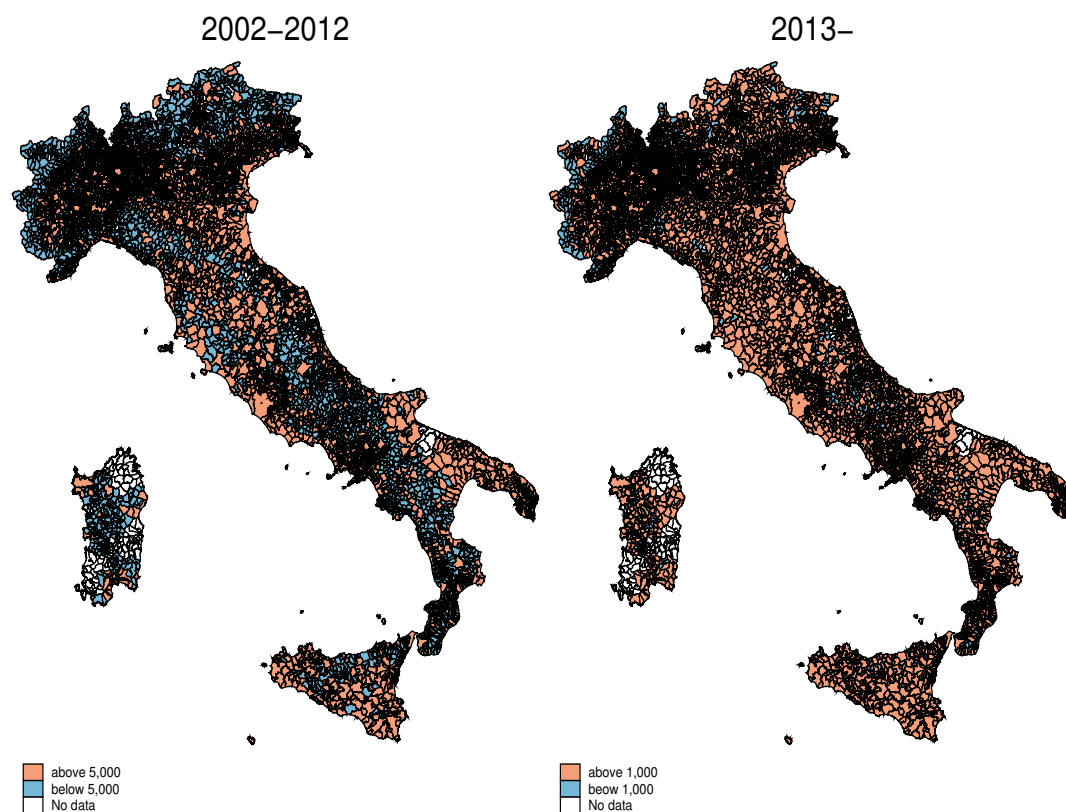 2002–2012
2013–
above 5,000
below 5,000
No data
above 1,000
beow 1,000
No data